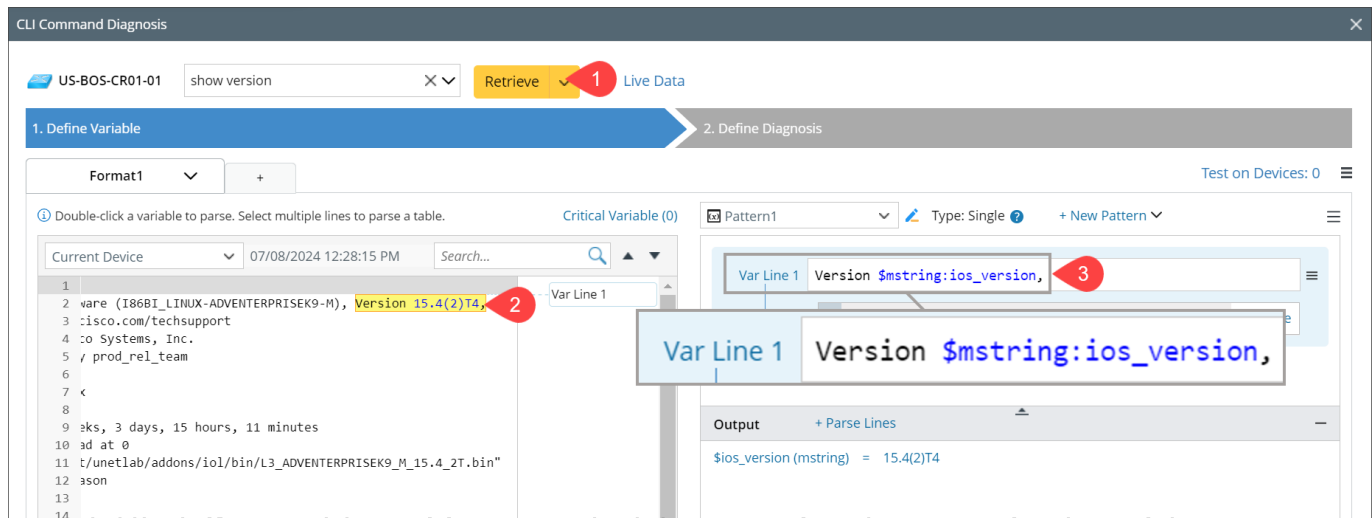 CLI Command Diagnosis
US-BOS-CR01-01 show version Retrieve 1 Live Data
1. Define Variable 2. Define Diagnosis
Format1 + Test on Devices: 0
Double-click a variable to parse. Select multiple lines to parse a table. Critical Variable (0) Pattern1 Type: Single ? + New Pattern
Current Device 07/08/2024 12:28:15 PM Search...
Var Line 1 Version $mstring:ios_version, 3
1
2 ware (I86BI_LINUX-ADVENTERPRISEK9-M), Version 15.4(2)T4, 2 Var Line 1
3 cisco.com/techsupport
4 co Systems, Inc.
5 y prod_rel_team
Var Line 1 Version $mstring:ios_version,
6
7 x
8
9 eks, 3 days, 15 hours, 11 minutes
Output + Parse Lines
10 ad at 0
11 t/unetlab/addons/iol/bin/L3_ADVENTERPRISEK9_M_15.4_2T.bin"
$ios_version (mstring) = 15.4(2)T4
12 ason
13
14